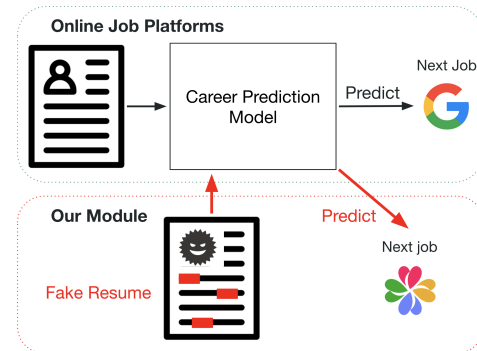 Online Job Platforms
Career Prediction
Model
Predict
Next Job
Our Module
Fake Resume
Predict
Next job